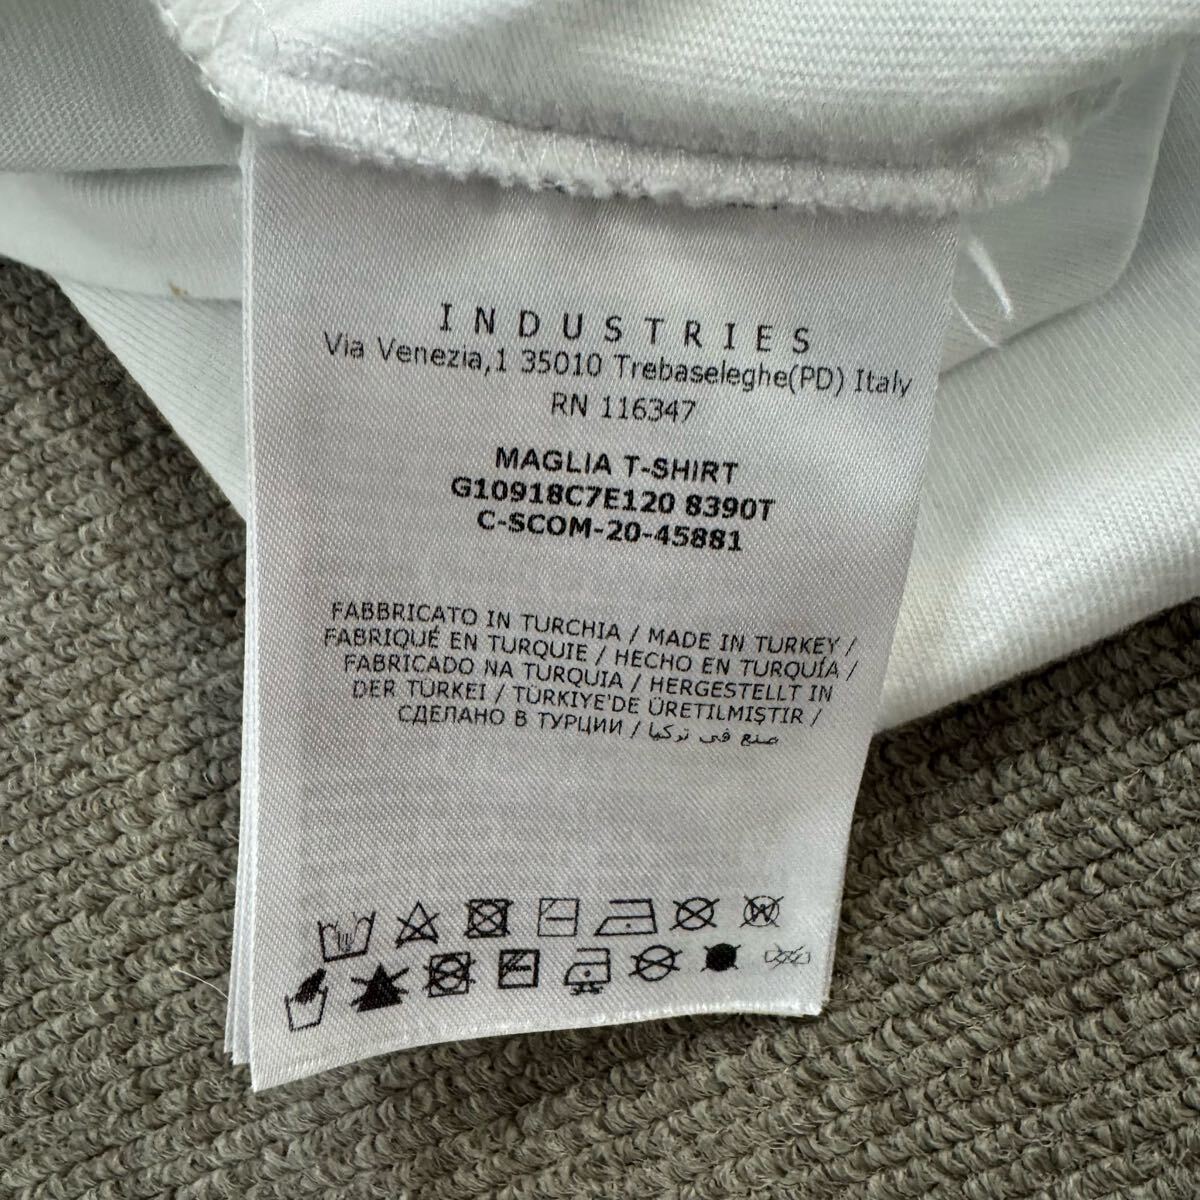 INDUSTRIES
Via Venezia,1 35010 Trebaseleghe(PD) Italy
RN 116347
MAGLIA T-SHIRT
G10918C7E120 8390T
C-SCOM-20-45881
FABBRICATO IN TURCHIA / MADE IN TURKEY /
FABRIQUÉ EN TURQUIE / HECHO EN TURQUÍA /
FABRICADO NA TURQUIA / HERGESTELLT IN
DER TÜRKEI / TÜRKIYE'DE ÜRETILMIŞTIR /
СДЕЛАНО В ТУРЦИИ / صنع في تركيا
W